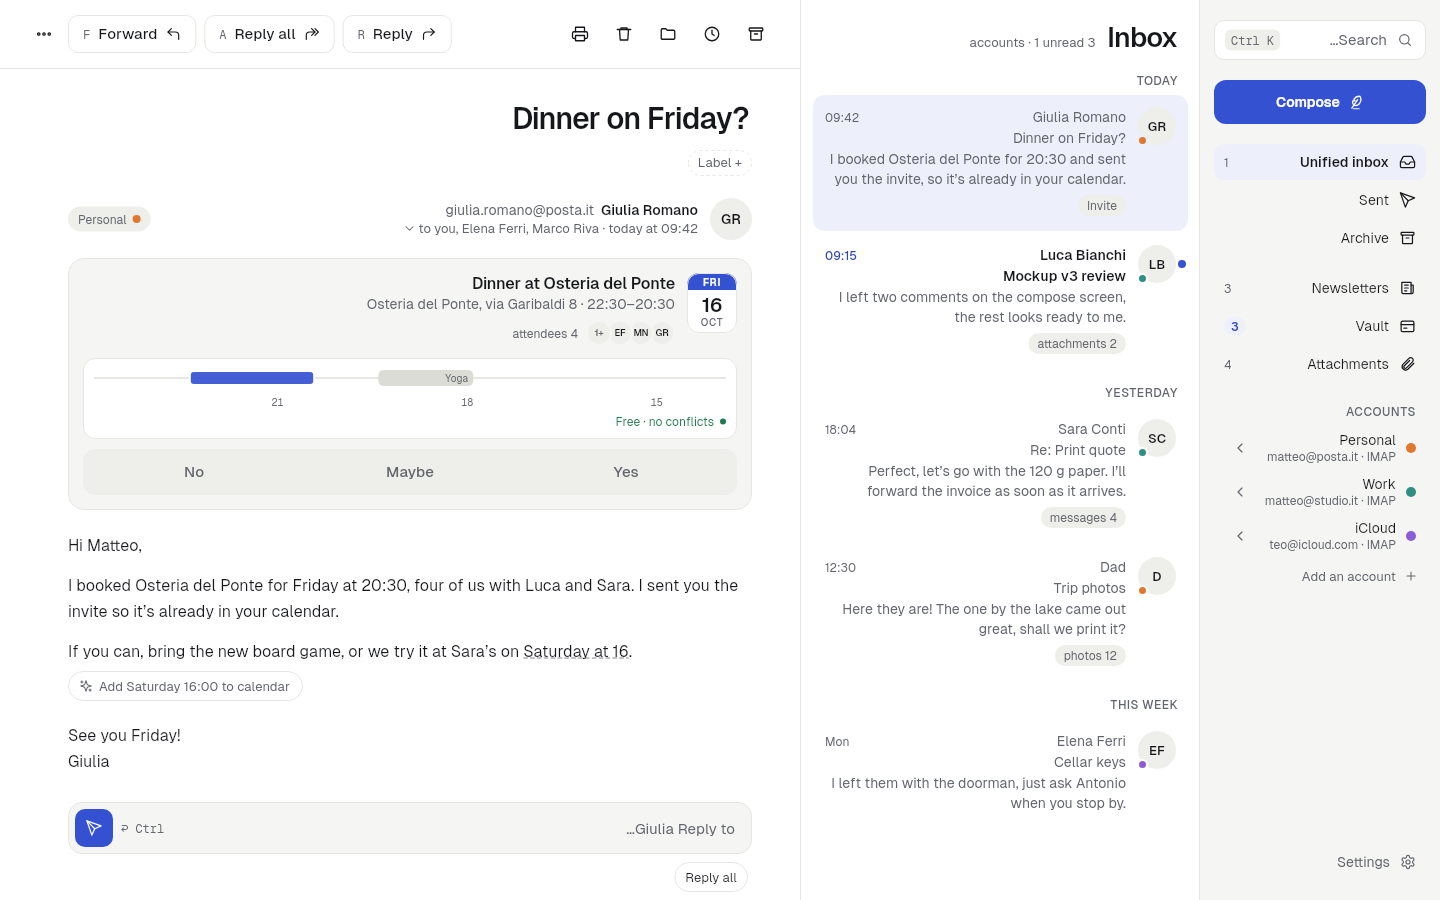 Ctrl K
...Search
Compose
1 Unified inbox
Sent
Archive
3 Newsletters
3 Vault
4 Attachments
ACCOUNTS
Personal
matteo@posta.it · IMAP
Work
matteo@studio.it · IMAP
iCloud
teo@icloud.com · IMAP
Add an account +
Settings
accounts · 1 unread 3 Inbox
TODAY
09:42 Giulia Romano GR
Dinner on Friday?
I booked Osteria del Ponte for 20:30 and sent
you the invite, so it's already in your calendar.
Invite
09:15 Luca Bianchi LB
Mockup v3 review
I left two comments on the compose screen,
the rest looks ready to me.
attachments 2
YESTERDAY
18:04 Sara Conti SC
Re: Print quote
Perfect, let's go with the 120 g paper. I'll
forward the invoice as soon as it arrives.
messages 4
12:30 Dad D
Trip photos
Here they are! The one by the lake came out
great, shall we print it?
photos 12
THIS WEEK
Mon Elena Ferri EF
Cellar keys
I left them with the doorman, just ask Antonio
when you stop by.
F Forward
A Reply all
R Reply
Dinner on Friday?
Label +
Personal
giulia.romano@posta.it Giulia Romano GR
to you, Elena Ferri, Marco Riva · today at 09:42
Dinner at Osteria del Ponte
Osteria del Ponte, via Garibaldi 8 · 22:30–20:30
attendees 4 1+ EF MN GR
FRI
16
OCT
Yoga
21 18 15
Free · no conflicts
No Maybe Yes
Hi Matteo,
I booked Osteria del Ponte for Friday at 20:30, four of us with Luca and Sara. I sent you the
invite so it's already in your calendar.
If you can, bring the new board game, or we try it at Sara's on Saturday at 16.
Add Saturday 16:00 to calendar
See you Friday!
Giulia
Ctrl ...Giulia Reply to
Reply all